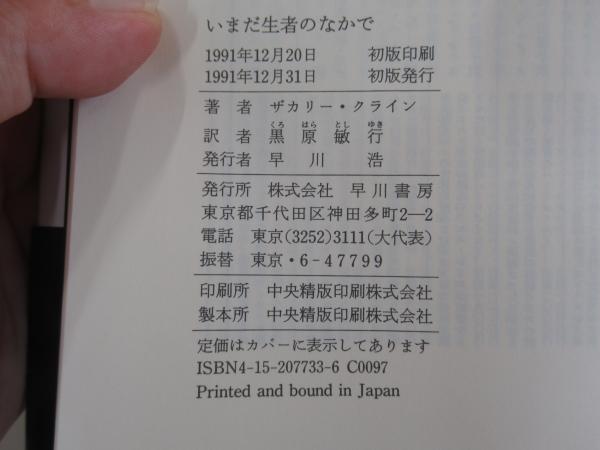 いまだ生者のなかで
1991年12月20日 初版印刷
1991年12月31日 初版発行
著者 ザカリー・クライン
くろ はら とし ゆき
訳者 黒原敏行
発行者 早川浩
発行所 株式会社 早川書房
東京都千代田区神田多町2―2
電話 東京(3252)3111(大代表)
振替 東京・6-47799
印刷所 中央精版印刷株式会社
製本所 中央精版印刷株式会社
定価はカバーに表示してあります
ISBN4-15-207733-6 C0097
Printed and bound in Japan